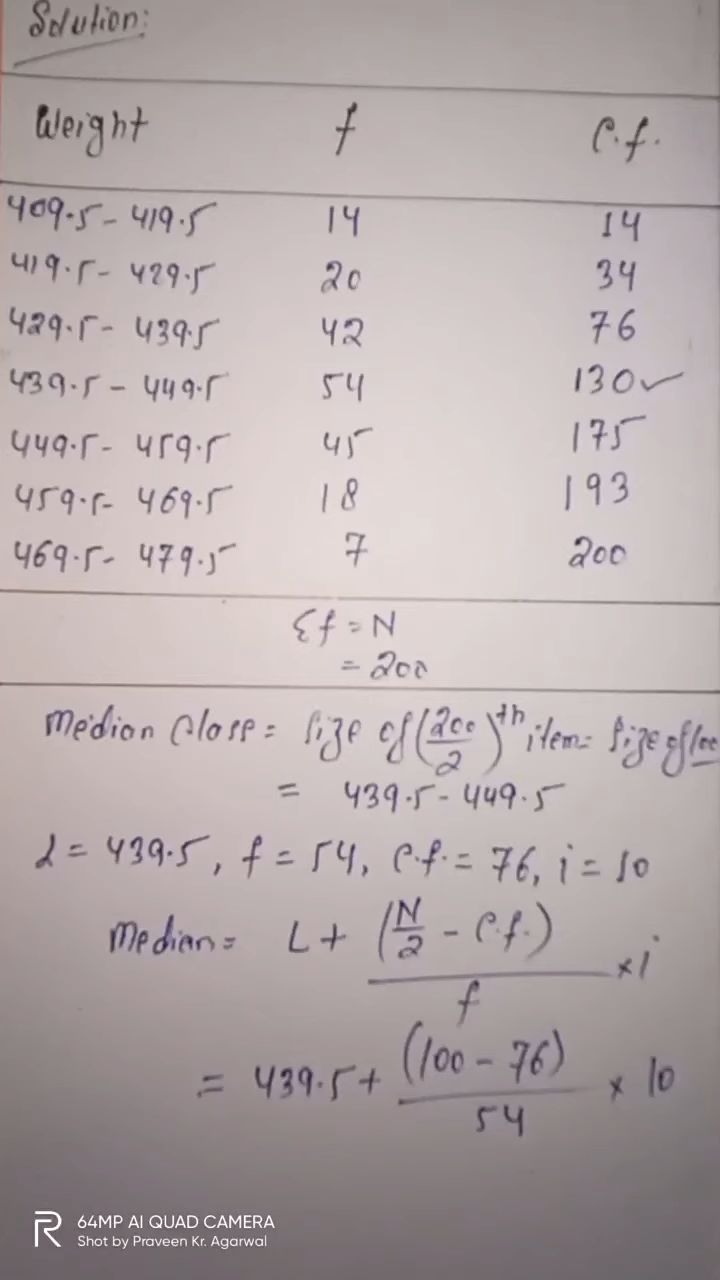 Solution:
Weight f c.f.
409.5 - 419.5 14 14
419.5 - 429.5 20 34
429.5 - 439.5 42 76
439.5 - 449.5 54 130✓
449.5 - 459.5 45 175
459.5 - 469.5 18 193
469.5 - 479.5 7 200
Σf = N
= 200
Median Class = Size of (200/2)th item = Size of 100
= 439.5 - 449.5
L = 439.5, f = 54, c.f. = 76, i = 10
Median = L + (N/2 - c.f.)/f × i
= 439.5 + (100 - 76)/54 × 10
64MP AI QUAD CAMERA
Shot by Praveen Kr. Agarwal